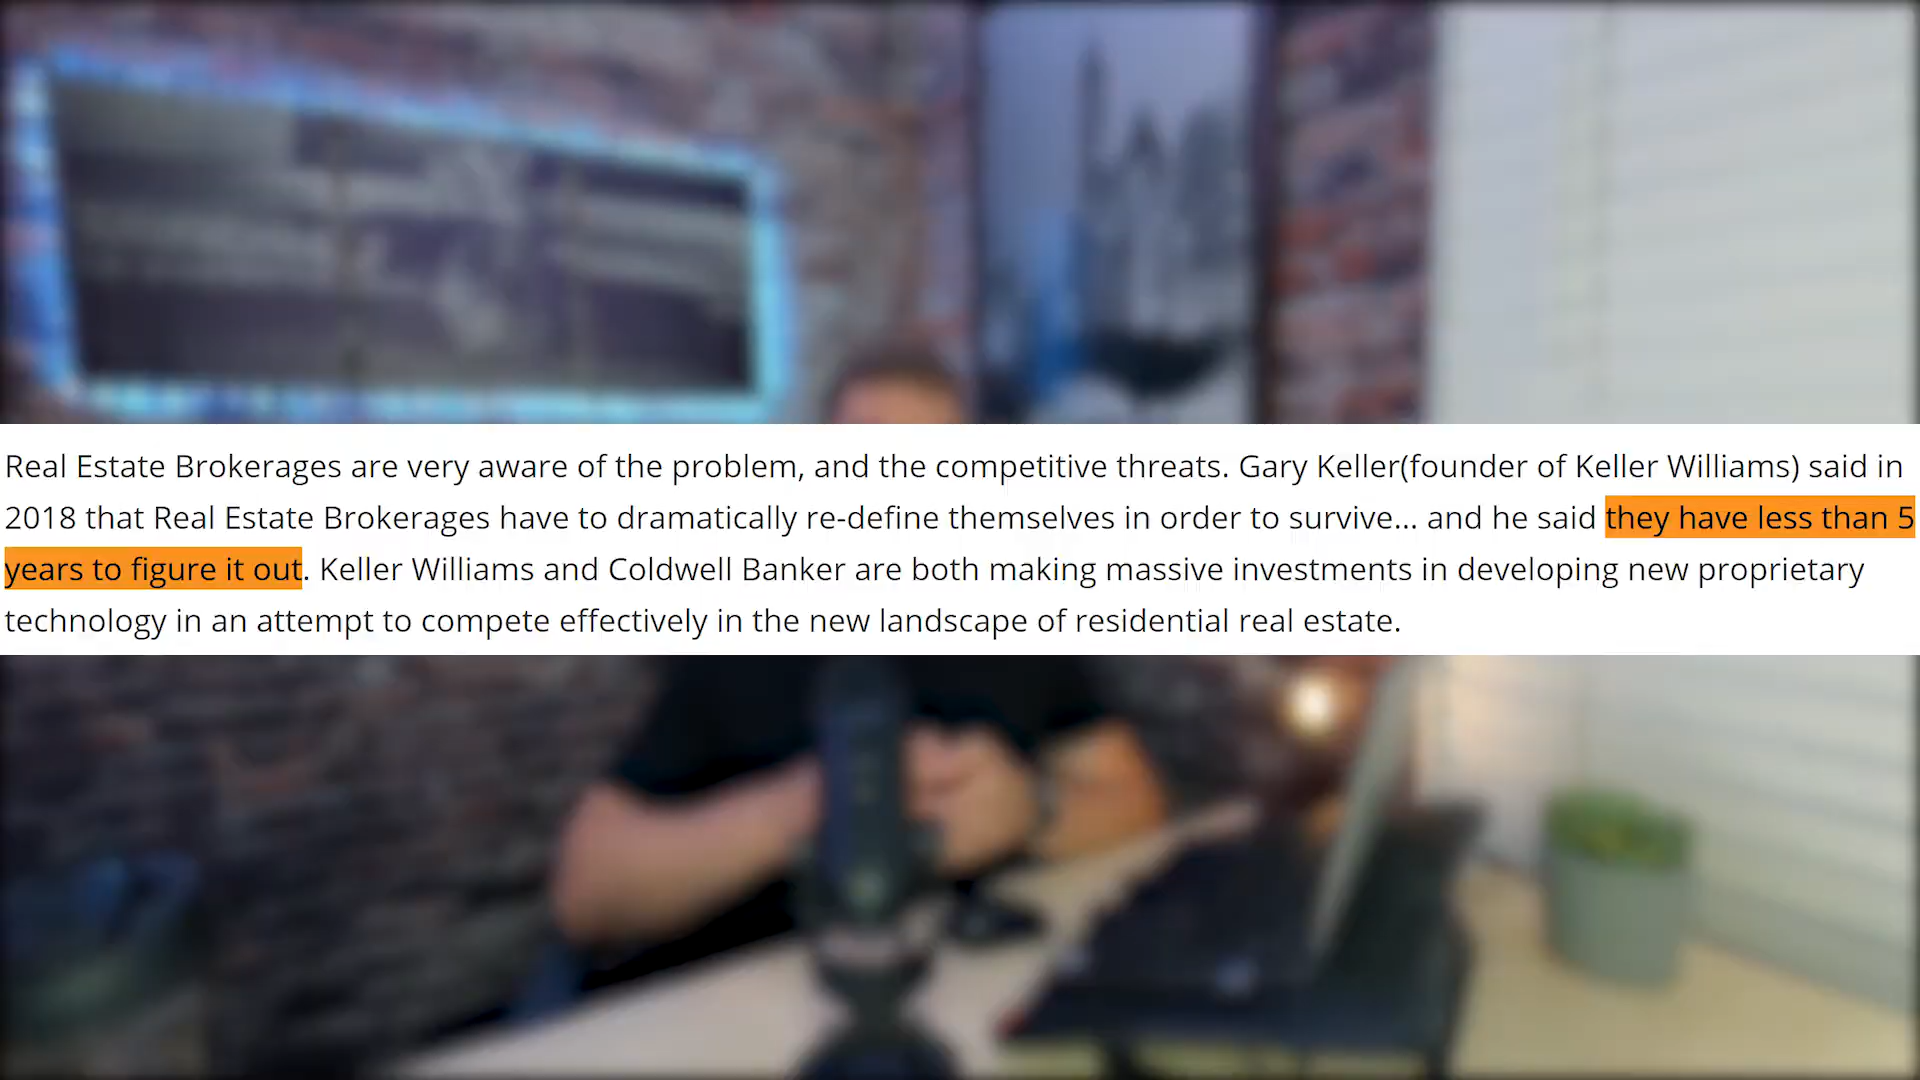 Real Estate Brokerages are very aware of the problem, and the competitive threats. Gary Keller(founder of Keller Williams) said in
2018 that Real Estate Brokerages have to dramatically re-define themselves in order to survive... and he said they have less than 5
years to figure it out. Keller Williams and Coldwell Banker are both making massive investments in developing new proprietary
technology in an attempt to compete effectively in the new landscape of residential real estate.